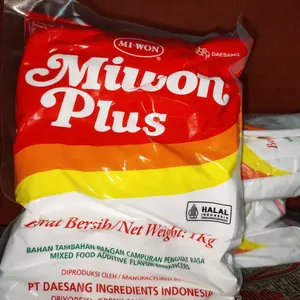 MI-WON
DAESANG
Miwon
Plus
Berat Bersih/Net Weight: 1Kg
HALAL
INDONESIA
BAHAN TAMBAHAN PANGAN CAMPURAN PENGUAT RASA
MIXED FOOD ADDITIVE FLAVOR ENHANCERS
DIPRODUKSI OLEH / MANUFACTURED
PT DAESANG INGREDIENTS INDONESIA